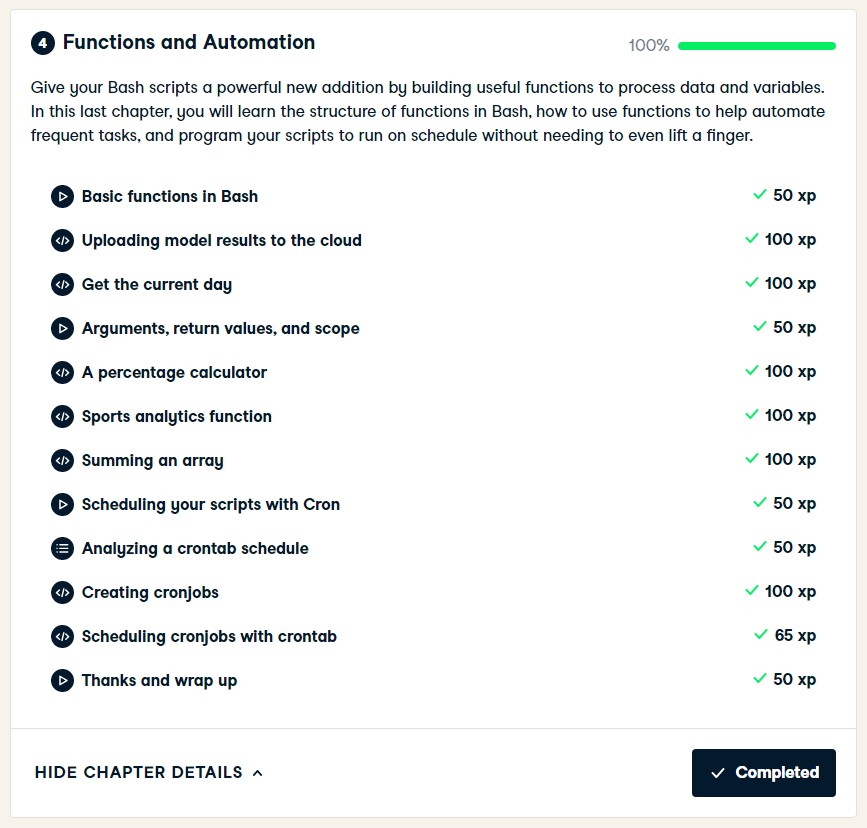 4 Functions and Automation 100%
Give your Bash scripts a powerful new addition by building useful functions to process data and variables.
In this last chapter, you will learn the structure of functions in Bash, how to use functions to help automate
frequent tasks, and program your scripts to run on schedule without needing to even lift a finger.
Basic functions in Bash 50 xp
Uploading model results to the cloud 100 xp
Get the current day 100 xp
Arguments, return values, and scope 50 xp
A percentage calculator 100 xp
Sports analytics function 100 xp
Summing an array 100 xp
Scheduling your scripts with Cron 50 xp
Analyzing a crontab schedule 50 xp
Creating cronjobs 100 xp
Scheduling cronjobs with crontab 65 xp
Thanks and wrap up 50 xp
HIDE CHAPTER DETAILS Completed